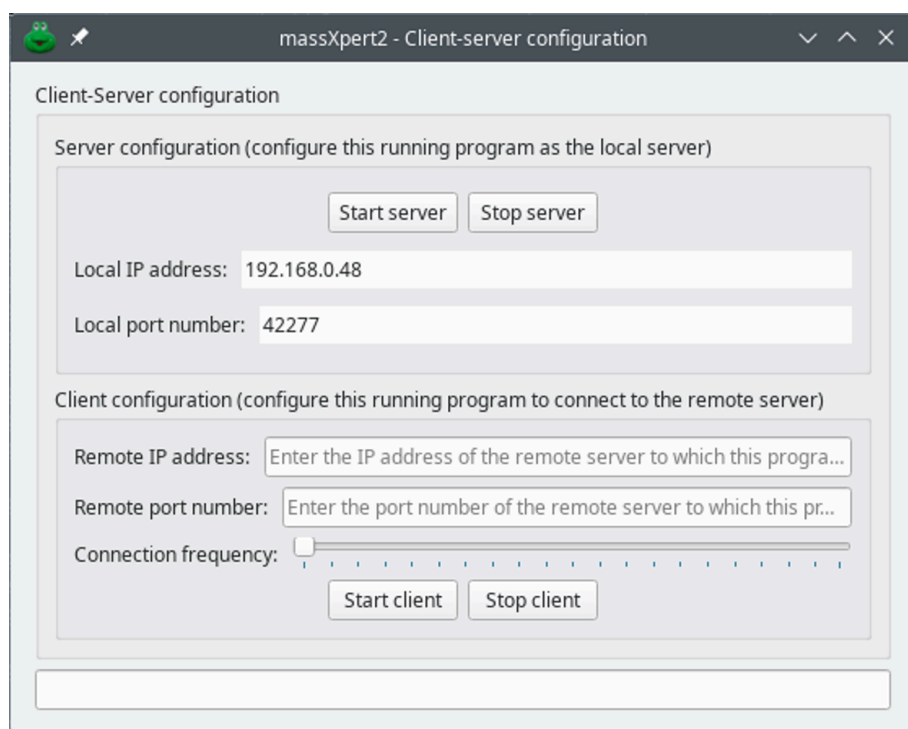 massXpert2 - Client-server configuration
Client-Server configuration
Server configuration (configure this running program as the local server)
Start server Stop server
Local IP address: 192.168.0.48
Local port number: 42277
Client configuration (configure this running program to connect to the remote server)
Remote IP address: Enter the IP address of the remote server to which this progra...
Remote port number: Enter the port number of the remote server to which this pr...
Connection frequency:
Start client Stop client